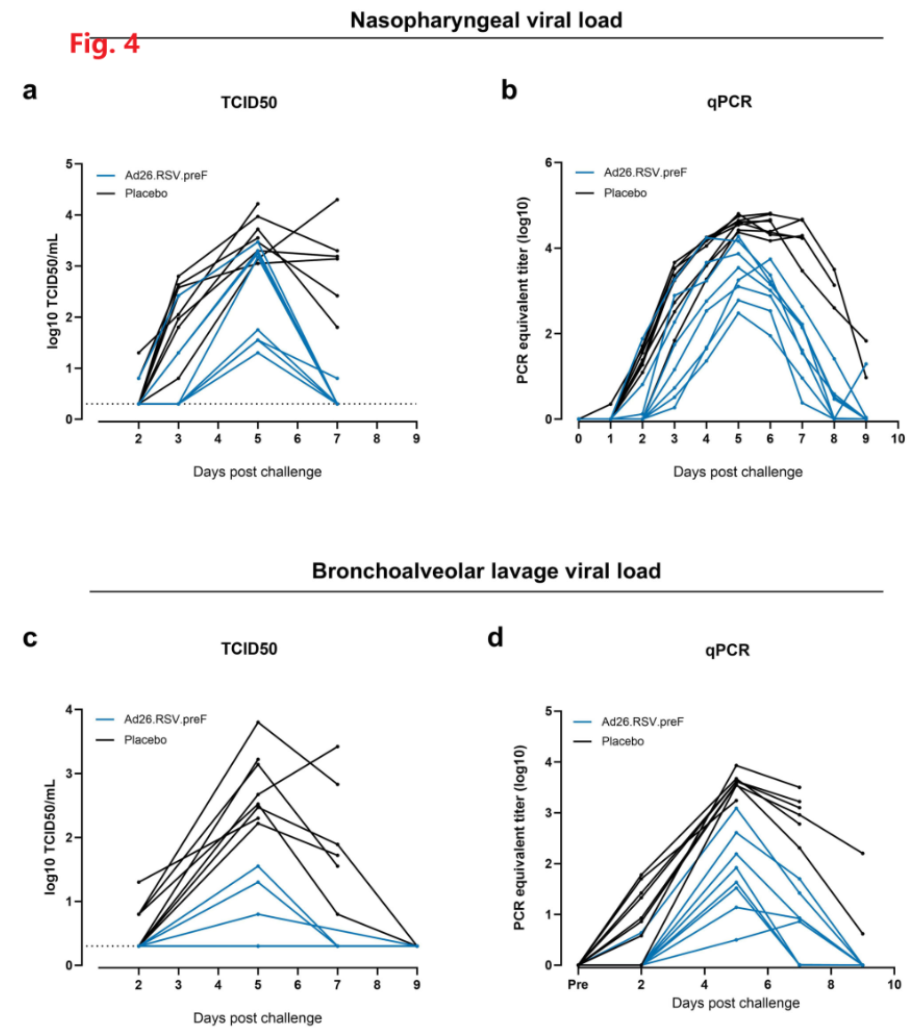 Nasopharyngeal viral load
Fig. 4
a
TCID50
5
4
3
2
1
0
log10 TCID50/mL
Ad26.RSV.preF
Placebo
2 3 4 5 6 7 8 9
Days post challenge
b
qPCR
6
4
2
0
PCR equivalent titer (log10)
Ad26.RSV.preF
Placebo
0 1 2 3 4 5 6 7 8 9 10
Days post challenge
Bronchoalveolar lavage viral load
c
TCID50
4
3
2
1
0
log10 TCID50/mL
Ad26.RSV.preF
Placebo
2 3 4 5 6 7 8 9
Days post challenge
d
qPCR
5
4
3
2
1
0
PCR equivalent titer (log10)
Ad26.RSV.preF
Placebo
Pre 2 4 6 8 10
Days post challenge